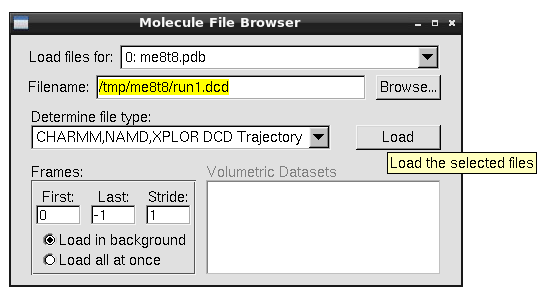 Molecule File Browser
Load files for: 0: me8t8.pdb
Filename: /tmp/me8t8/run1.dcd Browse...
Determine file type:
CHARMM,NAMD,XPLOR DCD Trajectory Load
Load the selected files
Frames: Volumetric Datasets
First: Last: Stride:
0 -1 1
Load in background
Load all at once